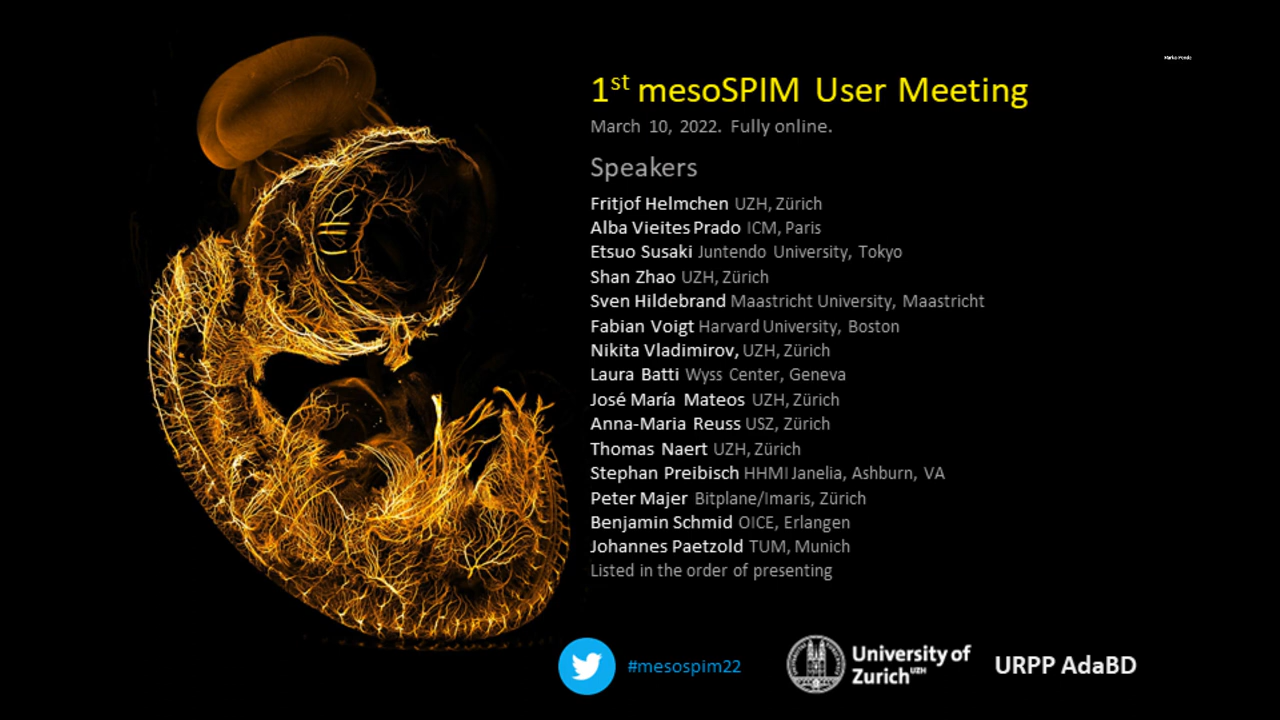 1st mesoSPIM User Meeting
March 10, 2022. Fully online.
Speakers
Fritjof Helmchen UZH, Zürich
Alba Vieites Prado ICM, Paris
Etsuo Susaki Juntendo University, Tokyo
Shan Zhao UZH, Zürich
Sven Hildebrand Maastricht University, Maastricht
Fabian Voigt Harvard University, Boston
Nikita Vladimirov, UZH, Zürich
Laura Batti Wyss Center, Geneva
José María Mateos UZH, Zürich
Anna-Maria Reuss USZ, Zürich
Thomas Naert UZH, Zürich
Stephan Preibisch HHMI Janelia, Ashburn, VA
Peter Majer Bitplane/Imaris, Zürich
Benjamin Schmid OICE, Erlangen
Johannes Paetzold TUM, Munich
Listed in the order of presenting
#mesospim22
University of
Zurich UZH
URPP AdaBD